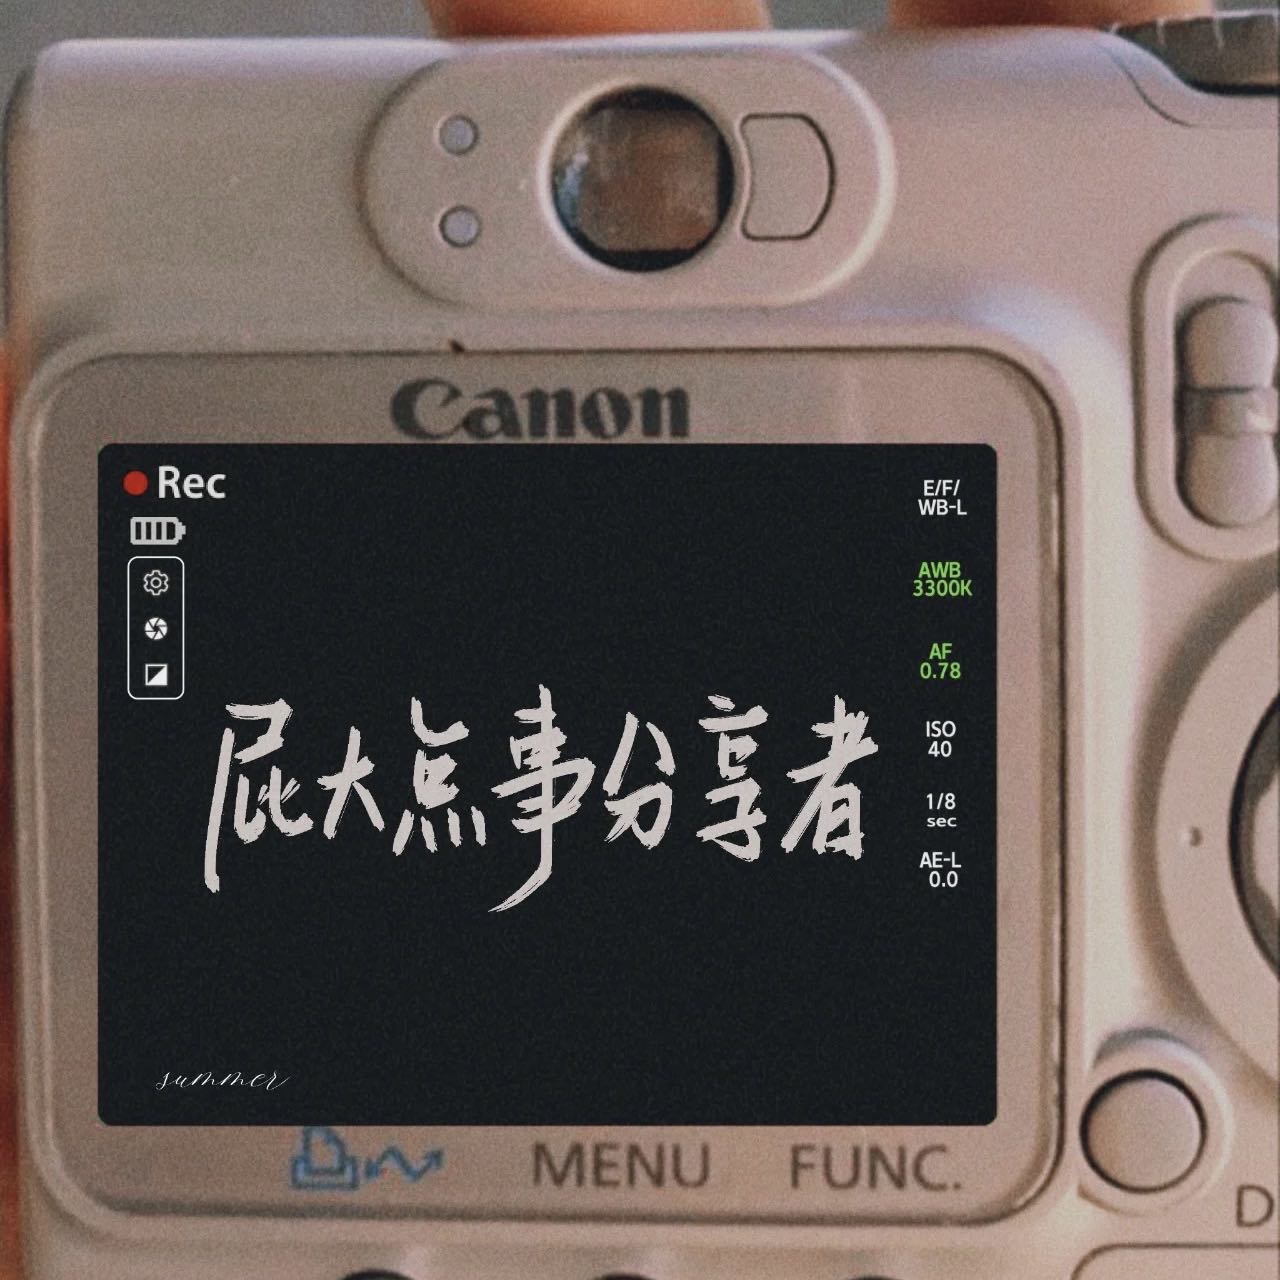 Canon
Rec
E/F/
WB-L
AWB
3300K
AF
0.78
ISO
40
1/8
sec
AE-L
0.0
屁大点事分享者
summer
MENU
FUNC.
D